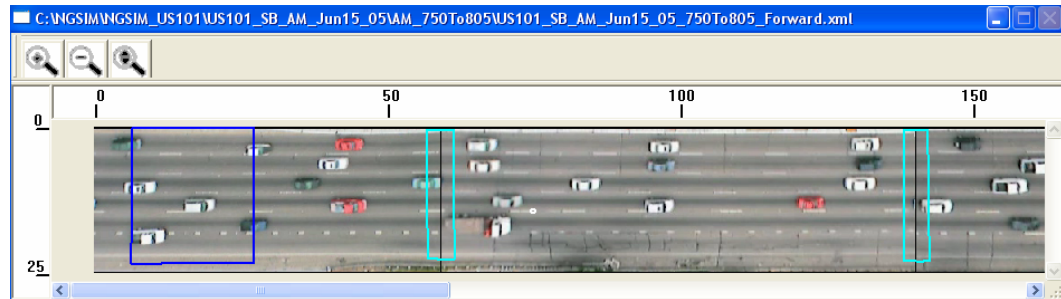 C:\NGSIM\NGSIM_US101\US101_SB_AM_Jun15_05\AM_750To805\US101_SB_AM_Jun15_05_750To805_Forward.xml
0 50 100 150
0
25